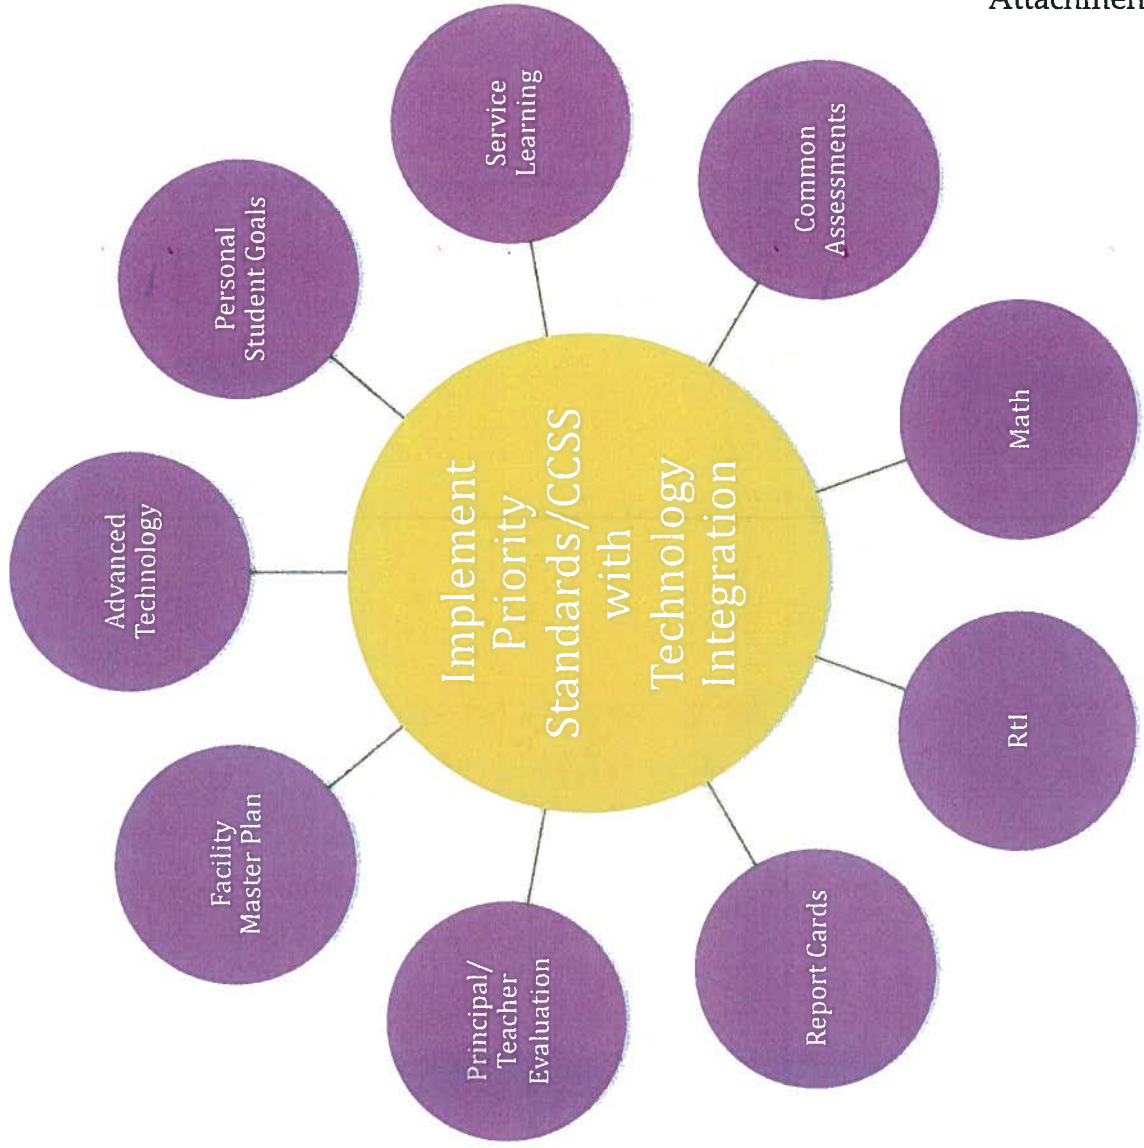 Attachmen
Implement
Priority
Standards/CCSS
with
Technology
Integration
Advanced
Technology
Personal
Student Goals
Service
Learning
Common
Assessments
Math
RtI
Report Cards
Principal/
Teacher
Evaluation
Facility
Master Plan